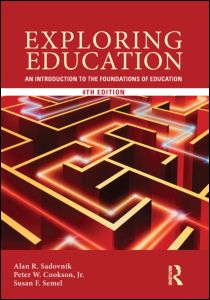 EXPLORING
EDUCATION
AN INTRODUCTION TO THE FOUNDATIONS OF EDUCATION
4TH EDITION
Alan R. Sadovnik
Peter W. Cookson, Jr.
Susan F. Semel
R
ROUTLEDGE